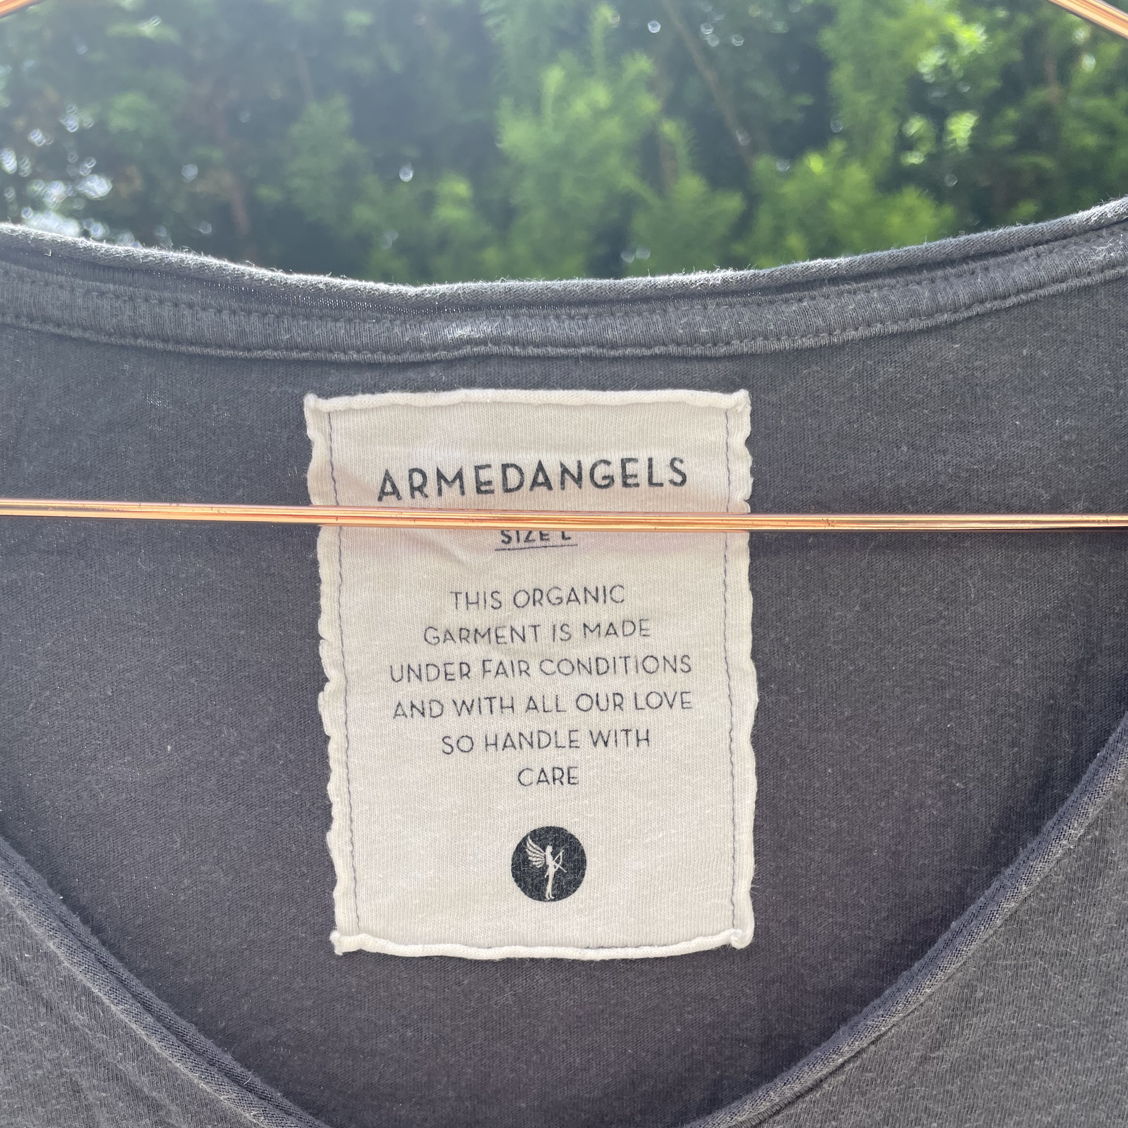 ARMEDANGELS
SIZE L
THIS ORGANIC
GARMENT IS MADE
UNDER FAIR CONDITIONS
AND WITH ALL OUR LOVE
SO HANDLE WITH
CARE